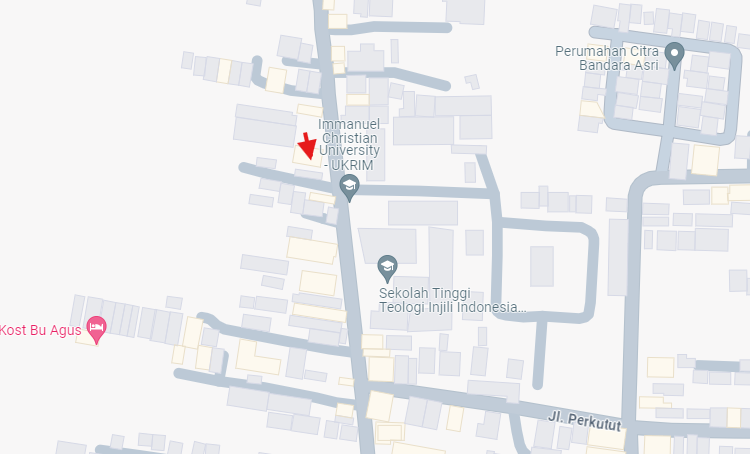 Perumahan Citra
Bandara Asri
Immanuel
Christian
University
- UKRIM
Sekolah Tinggi
Teologi Injili Indonesia...
Kost Bu Agus
Jl. Perkutut